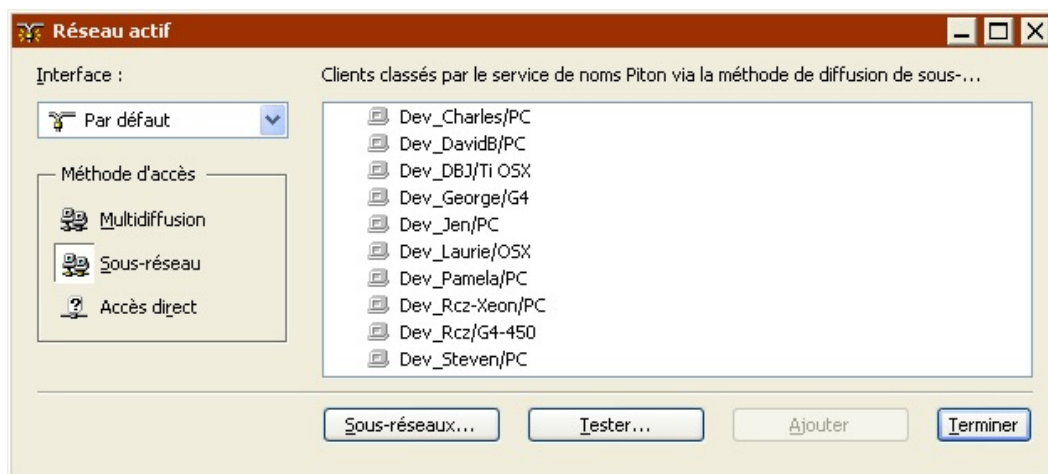 Réseau actif
Interface :
Clients classés par le service de noms Piton via la méthode de diffusion de sous-...
Par défaut
Méthode d'accès
Multidiffusion
Sous-réseau
Accès direct
Dev_Charles/PC
Dev_DavidB/PC
Dev_DBJ/Ti OSX
Dev_George/G4
Dev_Jen/PC
Dev_Laurie/OSX
Dev_Pamela/PC
Dev_Rcz-Xeon/PC
Dev_Rcz/G4-450
Dev_Steven/PC
Sous-réseaux...
Tester...
Ajouter
Terminer